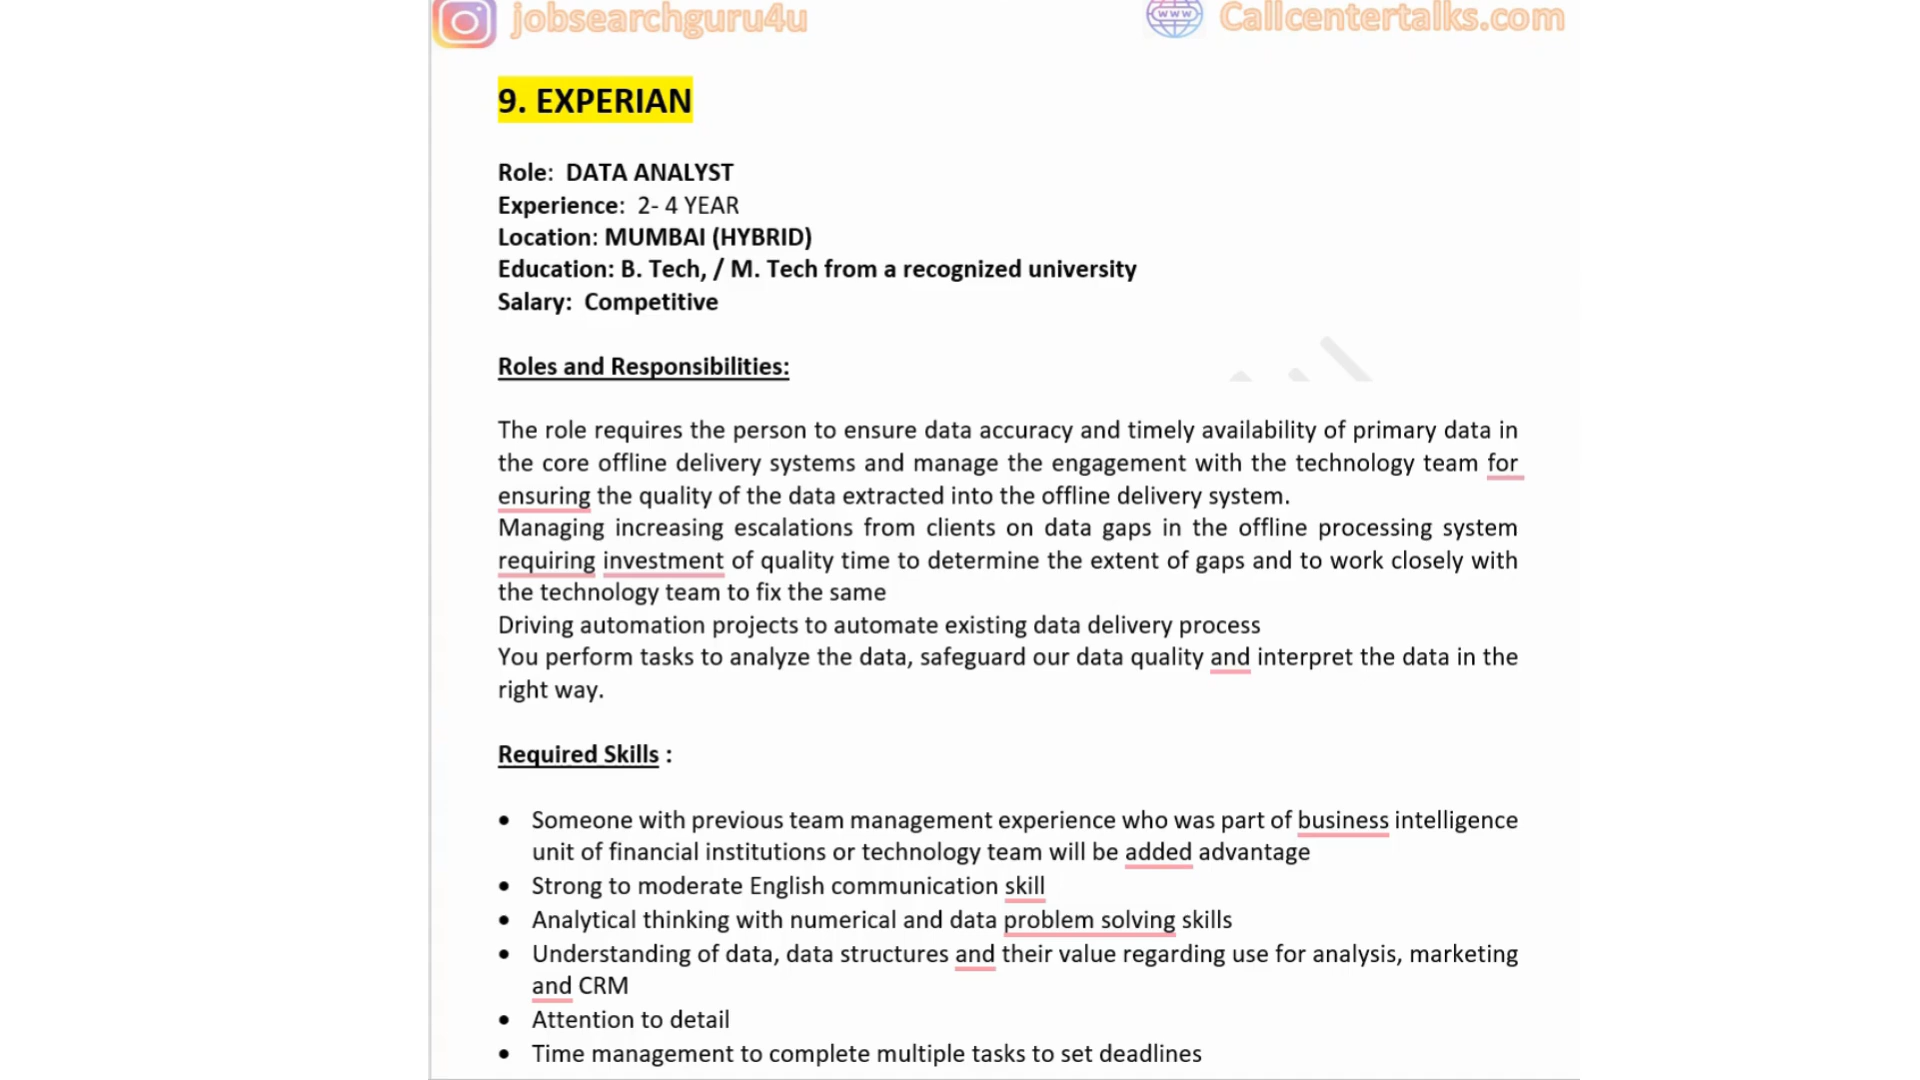 jobsearchguru4u
www Callcentertalks.com
9. EXPERIAN
Role: DATA ANALYST
Experience: 2- 4 YEAR
Location: MUMBAI (HYBRID)
Education: B. Tech, / M. Tech from a recognized university
Salary: Competitive
Roles and Responsibilities:
The role requires the person to ensure data accuracy and timely availability of primary data in
the core offline delivery systems and manage the engagement with the technology team for
ensuring the quality of the data extracted into the offline delivery system.
Managing increasing escalations from clients on data gaps in the offline processing system
requiring investment of quality time to determine the extent of gaps and to work closely with
the technology team to fix the same
Driving automation projects to automate existing data delivery process
You perform tasks to analyze the data, safeguard our data quality and interpret the data in the
right way.
Required Skills :
• Someone with previous team management experience who was part of business intelligence
unit of financial institutions or technology team will be added advantage
• Strong to moderate English communication skill
• Analytical thinking with numerical and data problem solving skills
• Understanding of data, data structures and their value regarding use for analysis, marketing
and CRM
• Attention to detail
• Time management to complete multiple tasks to set deadlines